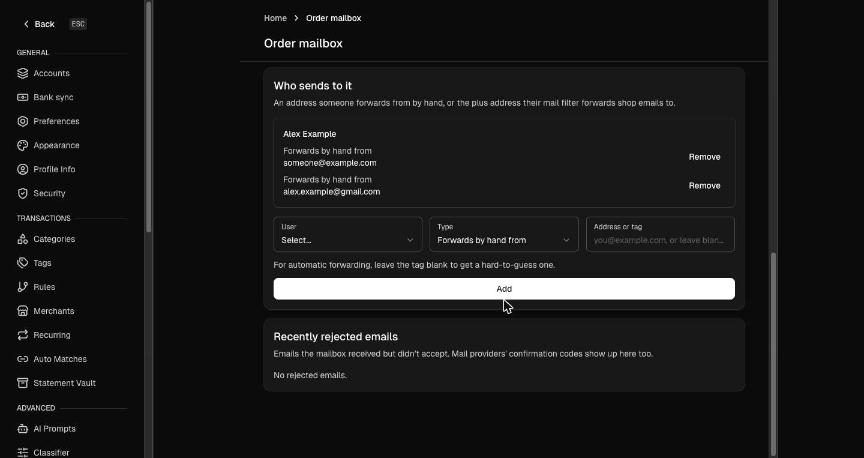 Back
ESC
GENERAL
Accounts
Bank sync
Preferences
Appearance
Profile Info
Security
TRANSACTIONS
Categories
Tags
Rules
Merchants
Recurring
Auto Matches
Statement Vault
ADVANCED
AI Prompts
Classifier
Home > Order mailbox
Order mailbox
Who sends to it
An address someone forwards from by hand, or the plus address their mail filter forwards shop emails to.
Alex Example
Forwards by hand from
someone@example.com
Remove
Forwards by hand from
alex.example@gmail.com
Remove
User
Select...
Type
Forwards by hand from
Address or tag
you@example.com, or leave blan...
For automatic forwarding, leave the tag blank to get a hard-to-guess one.
Add
Recently rejected emails
Emails the mailbox received but didn't accept. Mail providers' confirmation codes show up here too.
No rejected emails.